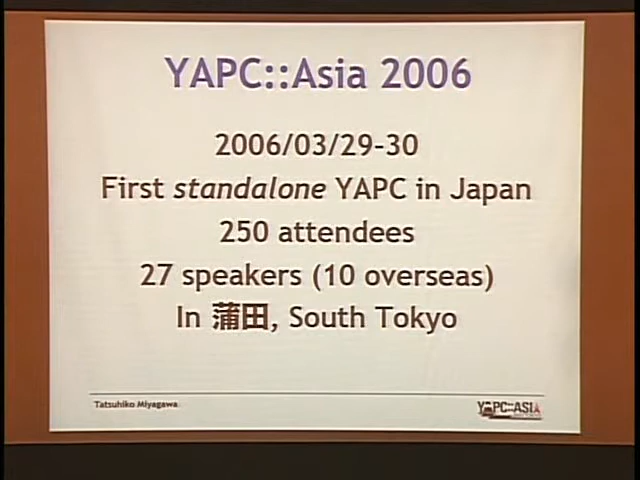 YAPC::Asia 2006
2006/03/29-30
First standalone YAPC in Japan
250 attendees
27 speakers (10 overseas)
In 蒲田, South Tokyo
Tatsuhiko Miyagawa
YAPC::ASIA